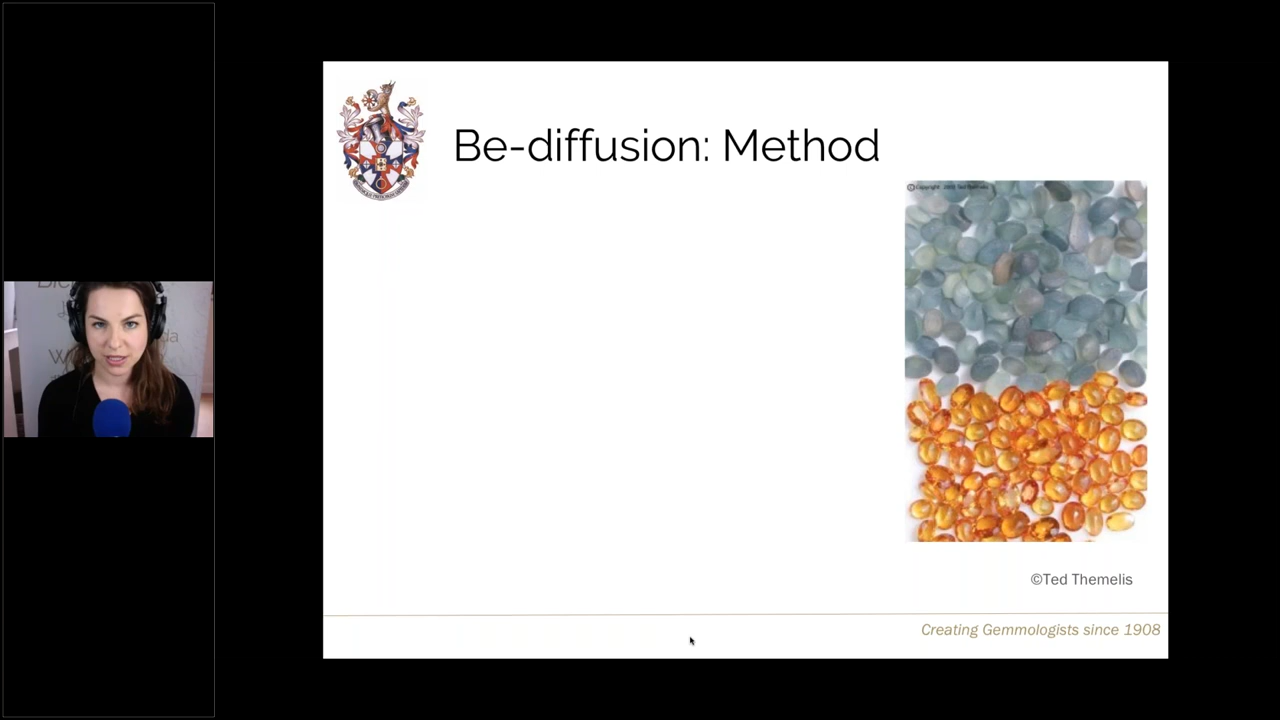 Be-diffusion: Method
©Ted Themelis
Creating Gemmologists since 1908